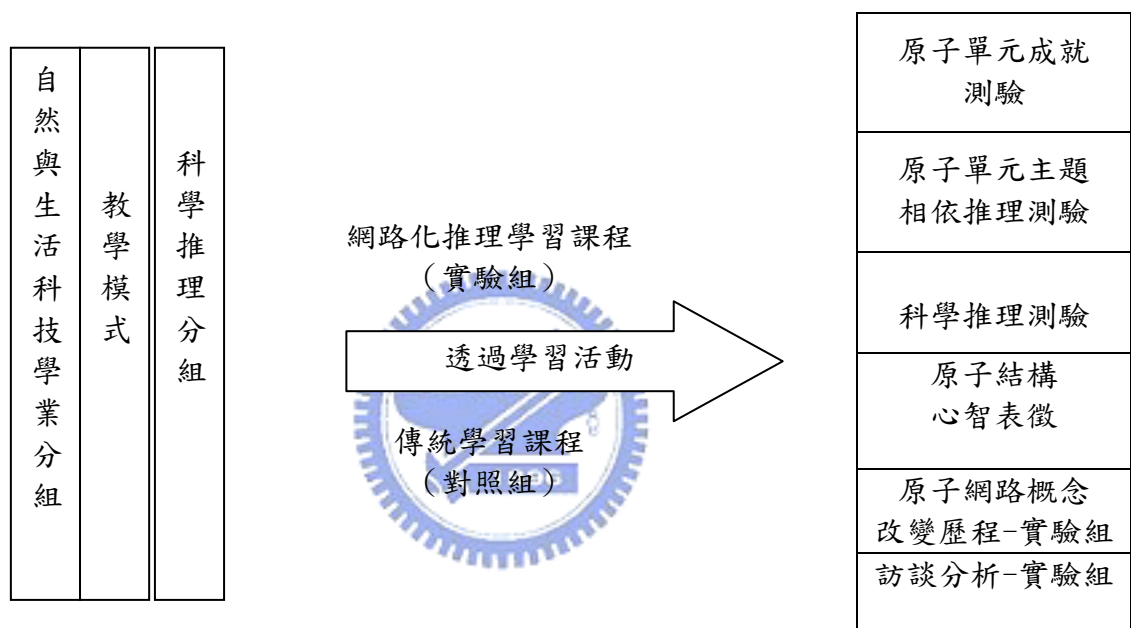 自然與生活科技學業分組
教學模式
科學推理分組
網路化推理學習課程
（實驗組）
透過學習活動
傳統學習課程
（對照組）
原子單元成就
測驗
原子單元主題
相依推理測驗
科學推理測驗
原子結構
心智表徵
原子網路概念
改變歷程-實驗組
訪談分析-實驗組